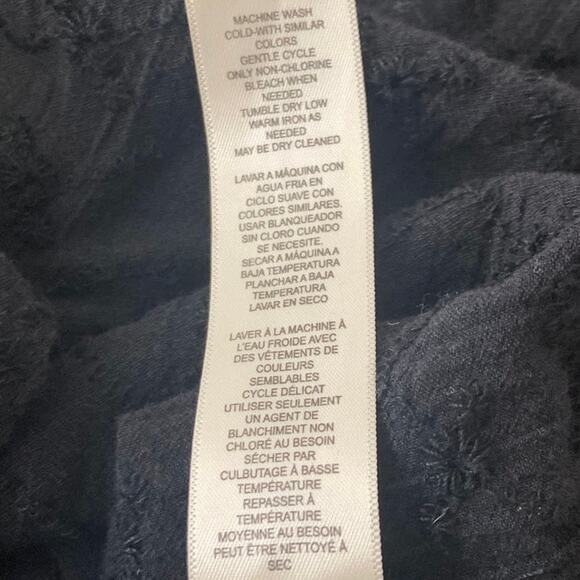 MACHINE WASH
COLD-WITH SIMILAR
COLORS
GENTLE CYCLE
ONLY NON-CHLORINE
BLEACH WHEN
NEEDED
TUMBLE DRY LOW
WARM IRON AS
NEEDED
MAY BE DRY CLEANED
LAVAR A MÁQUINA CON
AGUA FRIA EN
CICLO SUAVE CON
COLORES SIMILARES.
USAR BLANQUEADOR
SIN CLORO CUANDO
SE NECESITE.
SECAR A MÁQUINA A
BAJA TEMPERATURA
PLANCHAR A BAJA
TEMPERATURA
LAVAR EN SECO
LAVER À LA MACHINE À
L'EAU FROIDE AVEC
DES VÊTEMENTS DE
COULEURS
SEMBLABLES
CYCLE DÉLICAT
UTILISER SEULEMENT
UN AGENT DE
BLANCHIMENT NON
CHLORÉ AU BESOIN
SÉCHER PAR
CULBUTAGE À BASSE
TEMPÉRATURE
REPASSER À
TEMPÉRATURE
MOYENNE AU BESOIN
PEUT ÊTRE NETTOYÉ À
SEC